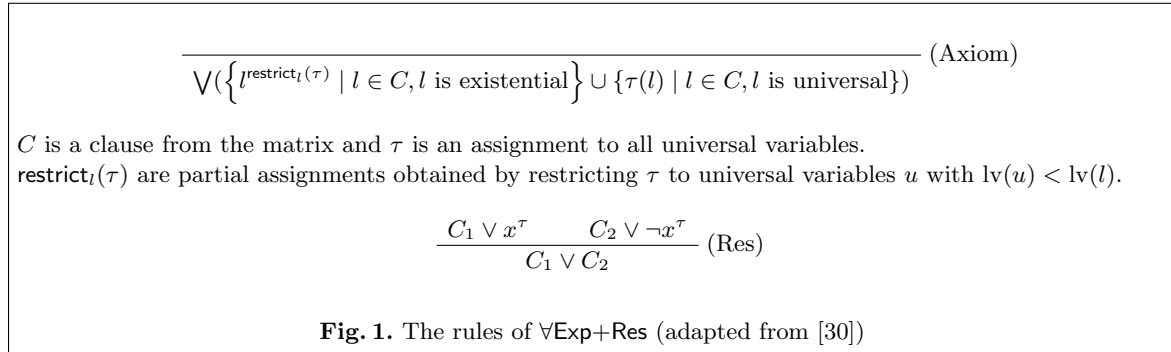 ⋁({l^{restrict_l(τ)} | l ∈ C, l is existential} ∪ {τ(l) | l ∈ C, l is universal}) (Axiom)
C is a clause from the matrix and τ is an assignment to all universal variables.
restrict_l(τ) are partial assignments obtained by restricting τ to universal variables u with lv(u) < lv(l).
C_1 ∨ x^τ C_2 ∨ ¬x^τ
C_1 ∨ C_2 (Res)
Fig. 1. The rules of ∀Exp+Res (adapted from [30])